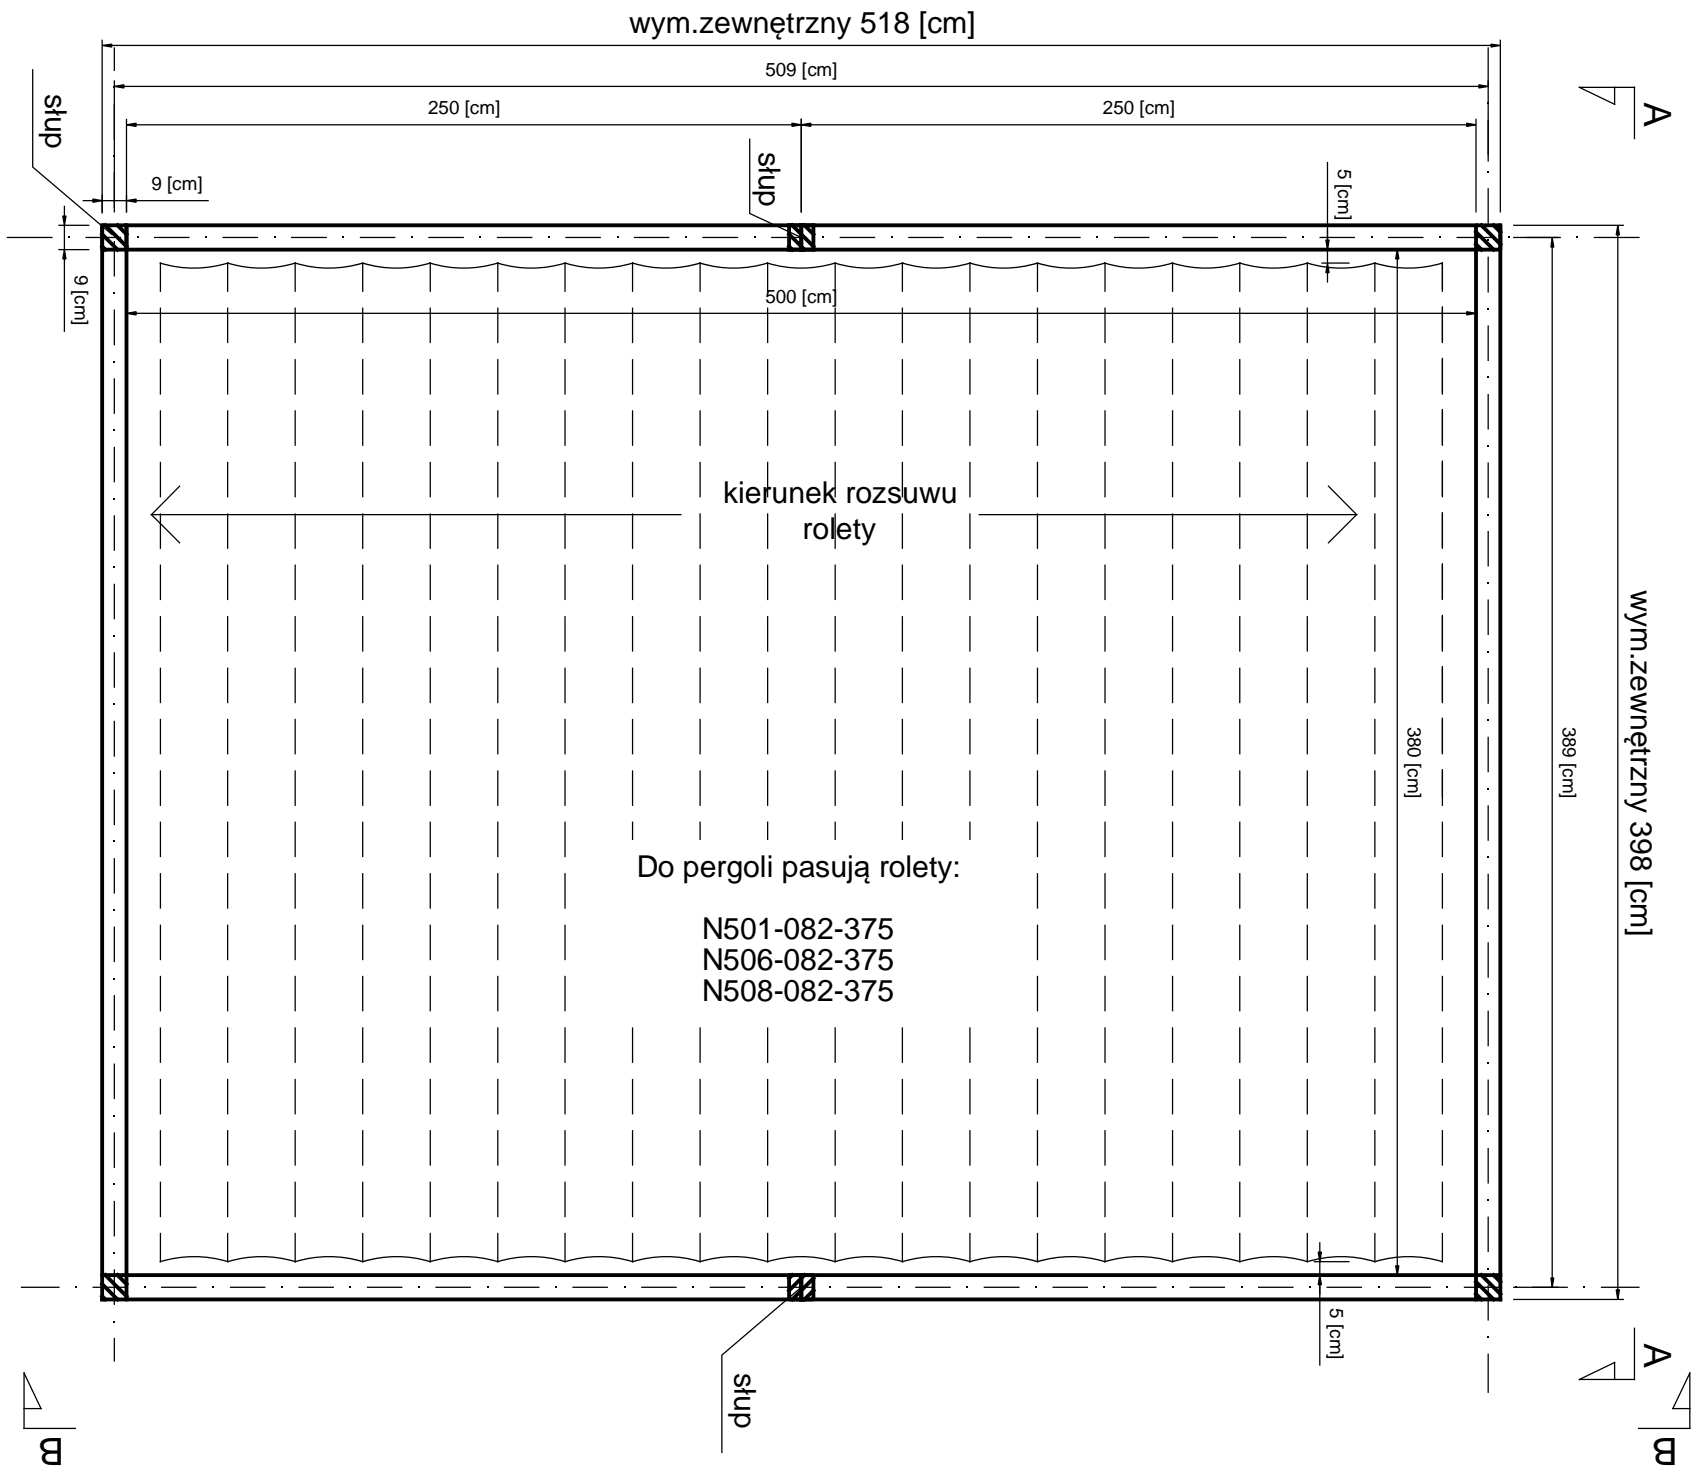 wym.zewnętrzny 518 [cm]
509 [cm]
250 [cm]
250 [cm]
A
słup
słup
9 [cm]
5 [cm]
9 [cm]
500 [cm]
kierunek rozsuwu
rolety
wym.zewnętrzny 398 [cm]
389 [cm]
380 [cm]
Do pergoli pasują rolety:
N501-082-375
N506-082-375
N508-082-375
5 [cm]
A
słup
B
B